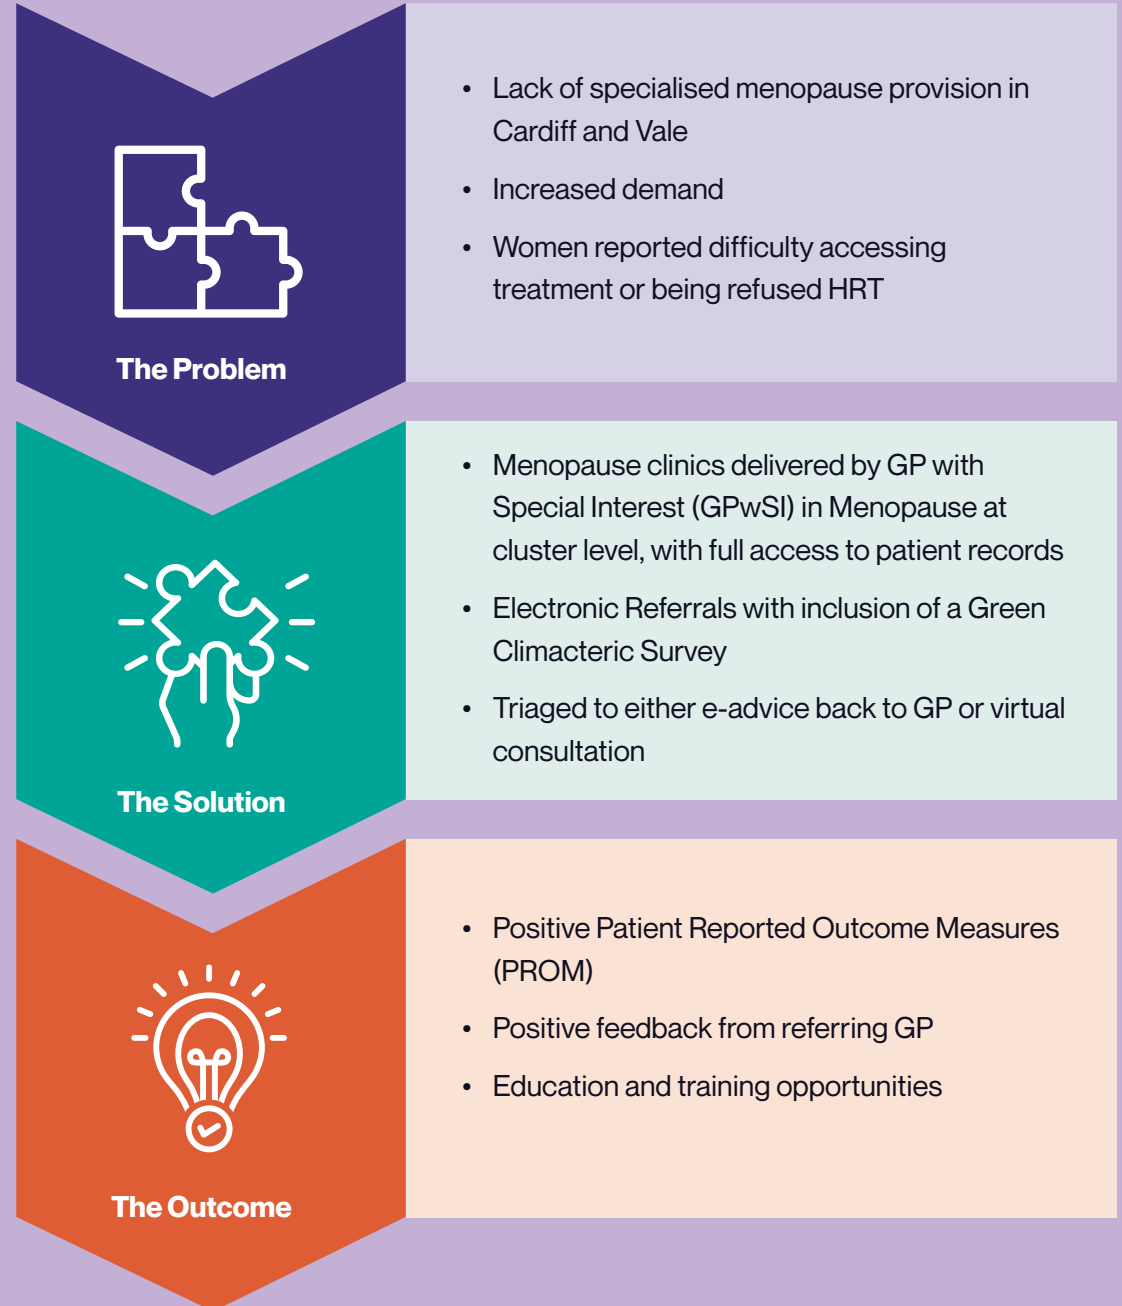 • Lack of specialised menopause provision in
Cardiff and Vale
• Increased demand
• Women reported difficulty accessing
treatment or being refused HRT
The Problem
• Menopause clinics delivered by GP with
Special Interest (GPwSI) in Menopause at
cluster level, with full access to patient records
• Electronic Referrals with inclusion of a Green
Climacteric Survey
• Triaged to either e-advice back to GP or virtual
consultation
The Solution
• Positive Patient Reported Outcome Measures
(PROM)
• Positive feedback from referring GP
• Education and training opportunities
The Outcome